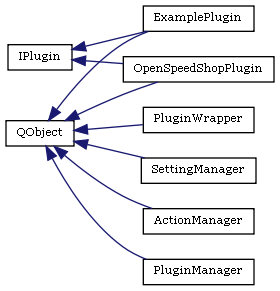 ExamplePlugin
IPlugin
OpenSpeedShopPlugin
PluginWrapper
QObject
SettingManager
ActionManager
PluginManager